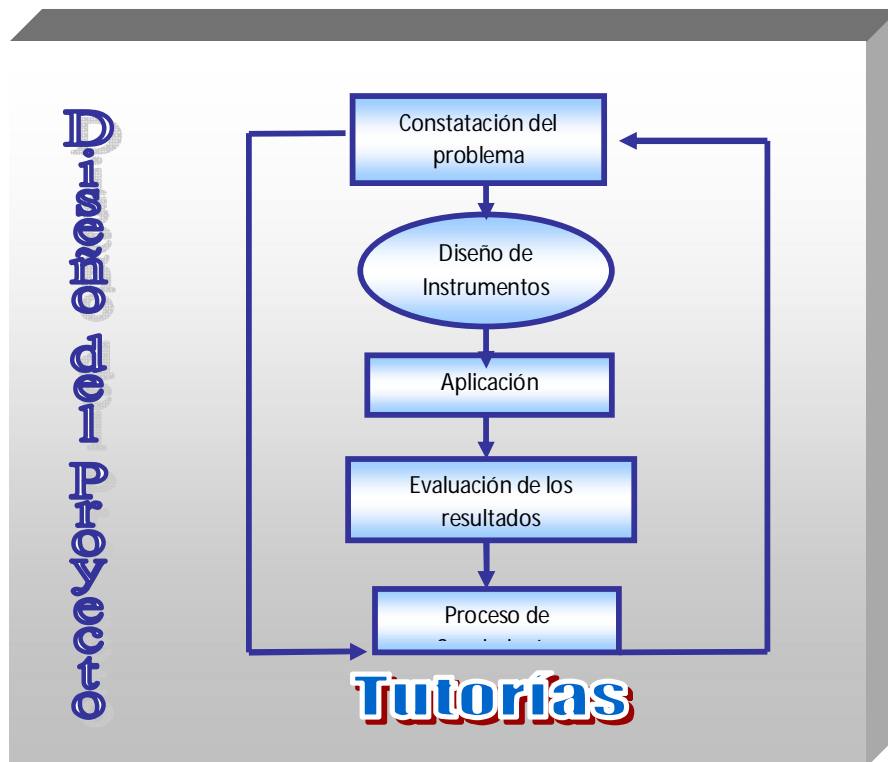 Diseño del Proyecto
Constatación del
problema
Diseño de
Instrumentos
Aplicación
Evaluación de los
resultados
Proceso de
Tutorías